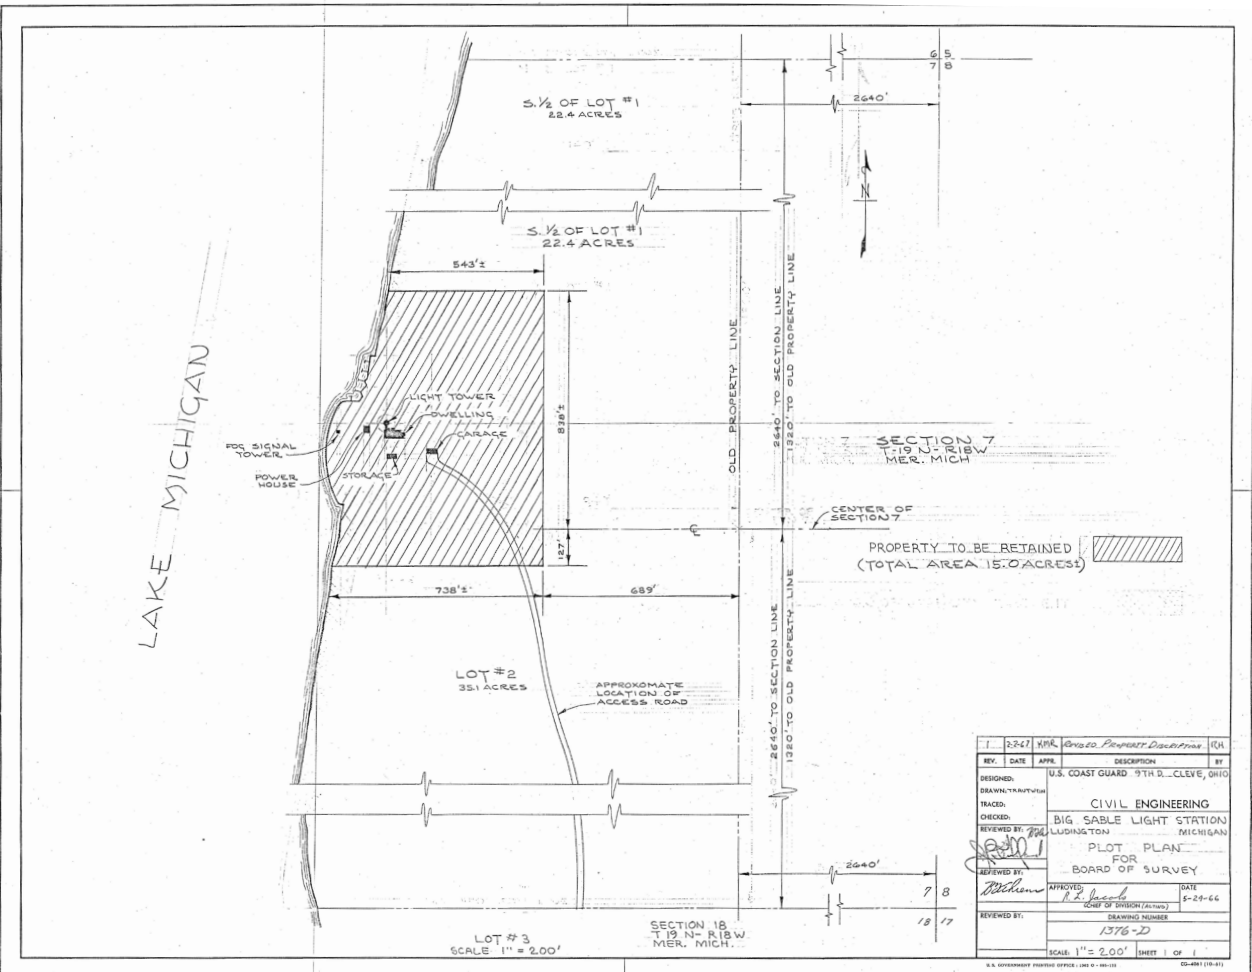 6 5
7 8
2640'
S. 1/2 OF LOT #1
22.4 ACRES
N
S. 1/2 OF LOT #1
22.4 ACRES
543'±
LAKE MICHIGAN
OLD PROPERTY LINE
2640' TO SECTION LINE
1320' TO OLD PROPERTY LINE
838'±
LIGHT TOWER
DWELLING
GARAGE
FOG SIGNAL
TOWER
POWER
HOUSE
STORAGE
SECTION 7
T-19 N-R18W
MER. MICH
CENTER OF
SECTION 7
℄
127'
PROPERTY TO BE RETAINED
(TOTAL AREA 15.0 ACRES±)
738'±
689'
LOT #2
35.1 ACRES
APPROXOMATE
LOCATION OF
ACCESS ROAD
2640' TO SECTION LINE
1320' TO OLD PROPERTY LINE
2640'
7 8
18 17
LOT #3
SCALE 1" = 200'
SECTION 18
T 19 N- R18W
MER. MICH.
1 2-7-67 KMR REVISED PROPERTY DISCRIPTION RH
REV. DATE APPR. DESCRIPTION BY
DESIGNED:
DRAWN:
TRACED:
CHECKED:
REVIEWED BY:
REVIEWED BY:
REVIEWED BY:
U.S. COAST GUARD 9TH D. CLEVE, OHIO
CIVIL ENGINEERING
BIG SABLE LIGHT STATION
LUDINGTON MICHIGAN
PLOT PLAN
FOR
BOARD OF SURVEY
APPROVED: R. L. Jacobs
CHIEF OF DIVISION (ACTING)
DATE
5-24-66
DRAWING NUMBER
1376-D
SCALE: 1" = 200' SHEET 1 OF 1
U.S. GOVERNMENT PRINTING OFFICE